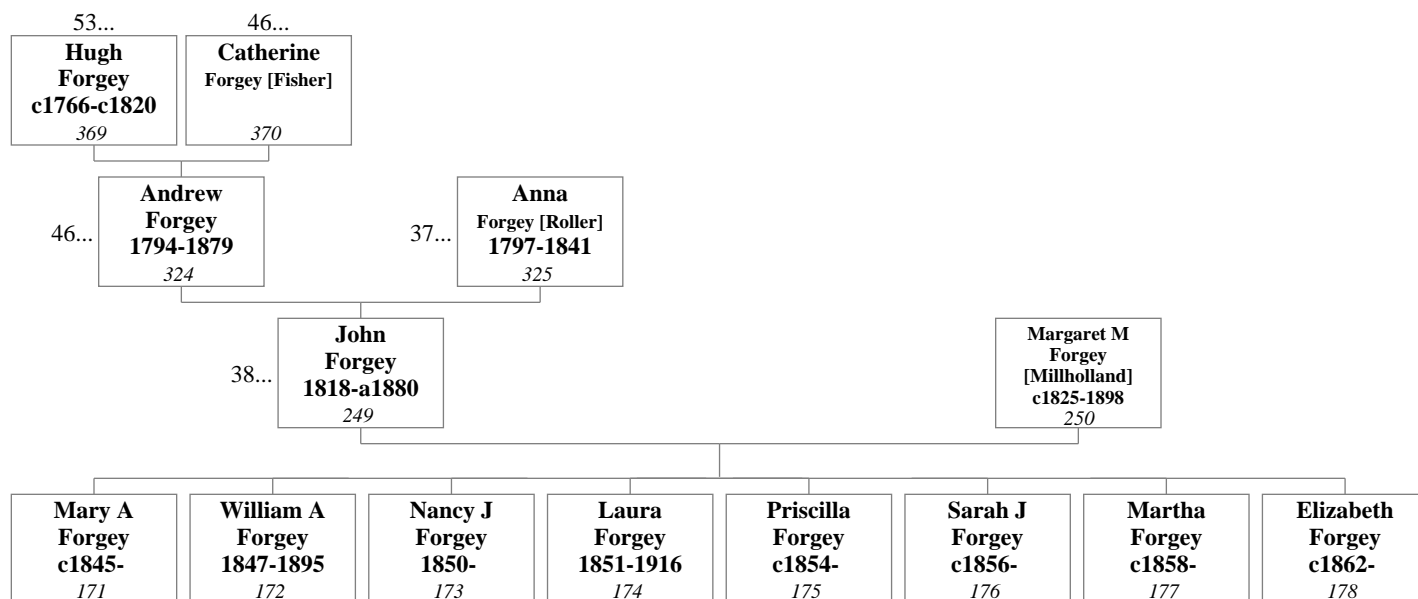 53...
46...
Hugh
Forgey
c1766-c1820
369
Catherine
Forgey [Fisher]
370
46...
Andrew
Forgey
1794-1879
324
37...
Anna
Forgey [Roller]
1797-1841
325
38...
John
Forgey
1818-a1880
249
Margaret M
Forgey
[Millholland]
c1825-1898
250
Mary A
Forgey
c1845-
171
William A
Forgey
1847-1895
172
Nancy J
Forgey
1850-
173
Laura
Forgey
1851-1916
174
Priscilla
Forgey
c1854-
175
Sarah J
Forgey
c1856-
176
Martha
Forgey
c1858-
177
Elizabeth
Forgey
c1862-
178